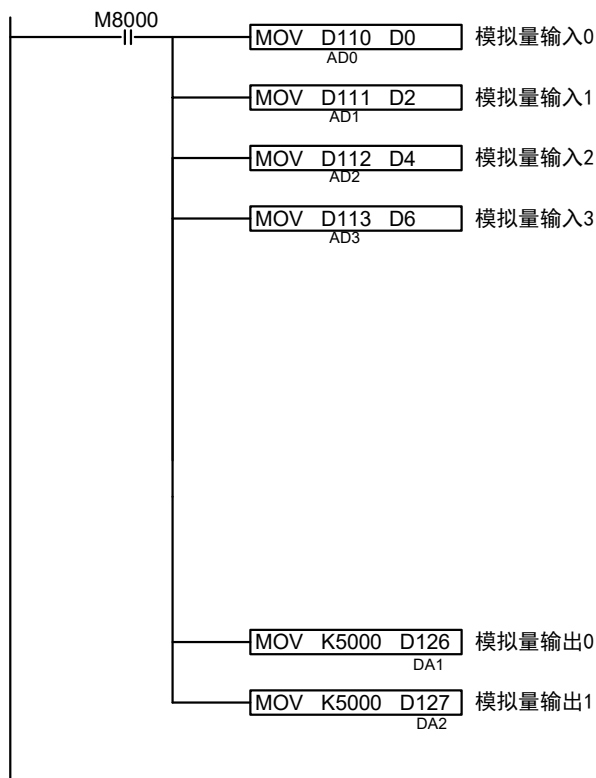 M8000
MOV D110 D0 模拟量输入0
AD0
MOV D111 D2 模拟量输入1
AD1
MOV D112 D4 模拟量输入2
AD2
MOV D113 D6 模拟量输入3
AD3
MOV K5000 D126 模拟量输出0
DA1
MOV K5000 D127 模拟量输出1
DA2